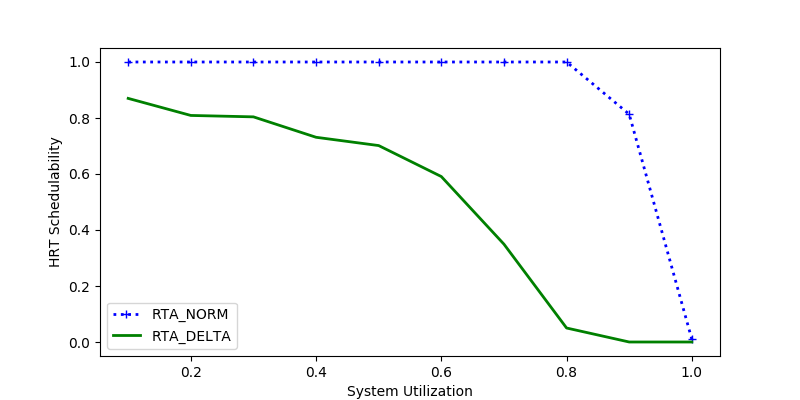 HRT Schedulability
1.0
0.8
0.6
0.4
0.2
0.0
RTA_NORM
RTA_DELTA
0.2 0.4 0.6 0.8 1.0
System Utilization